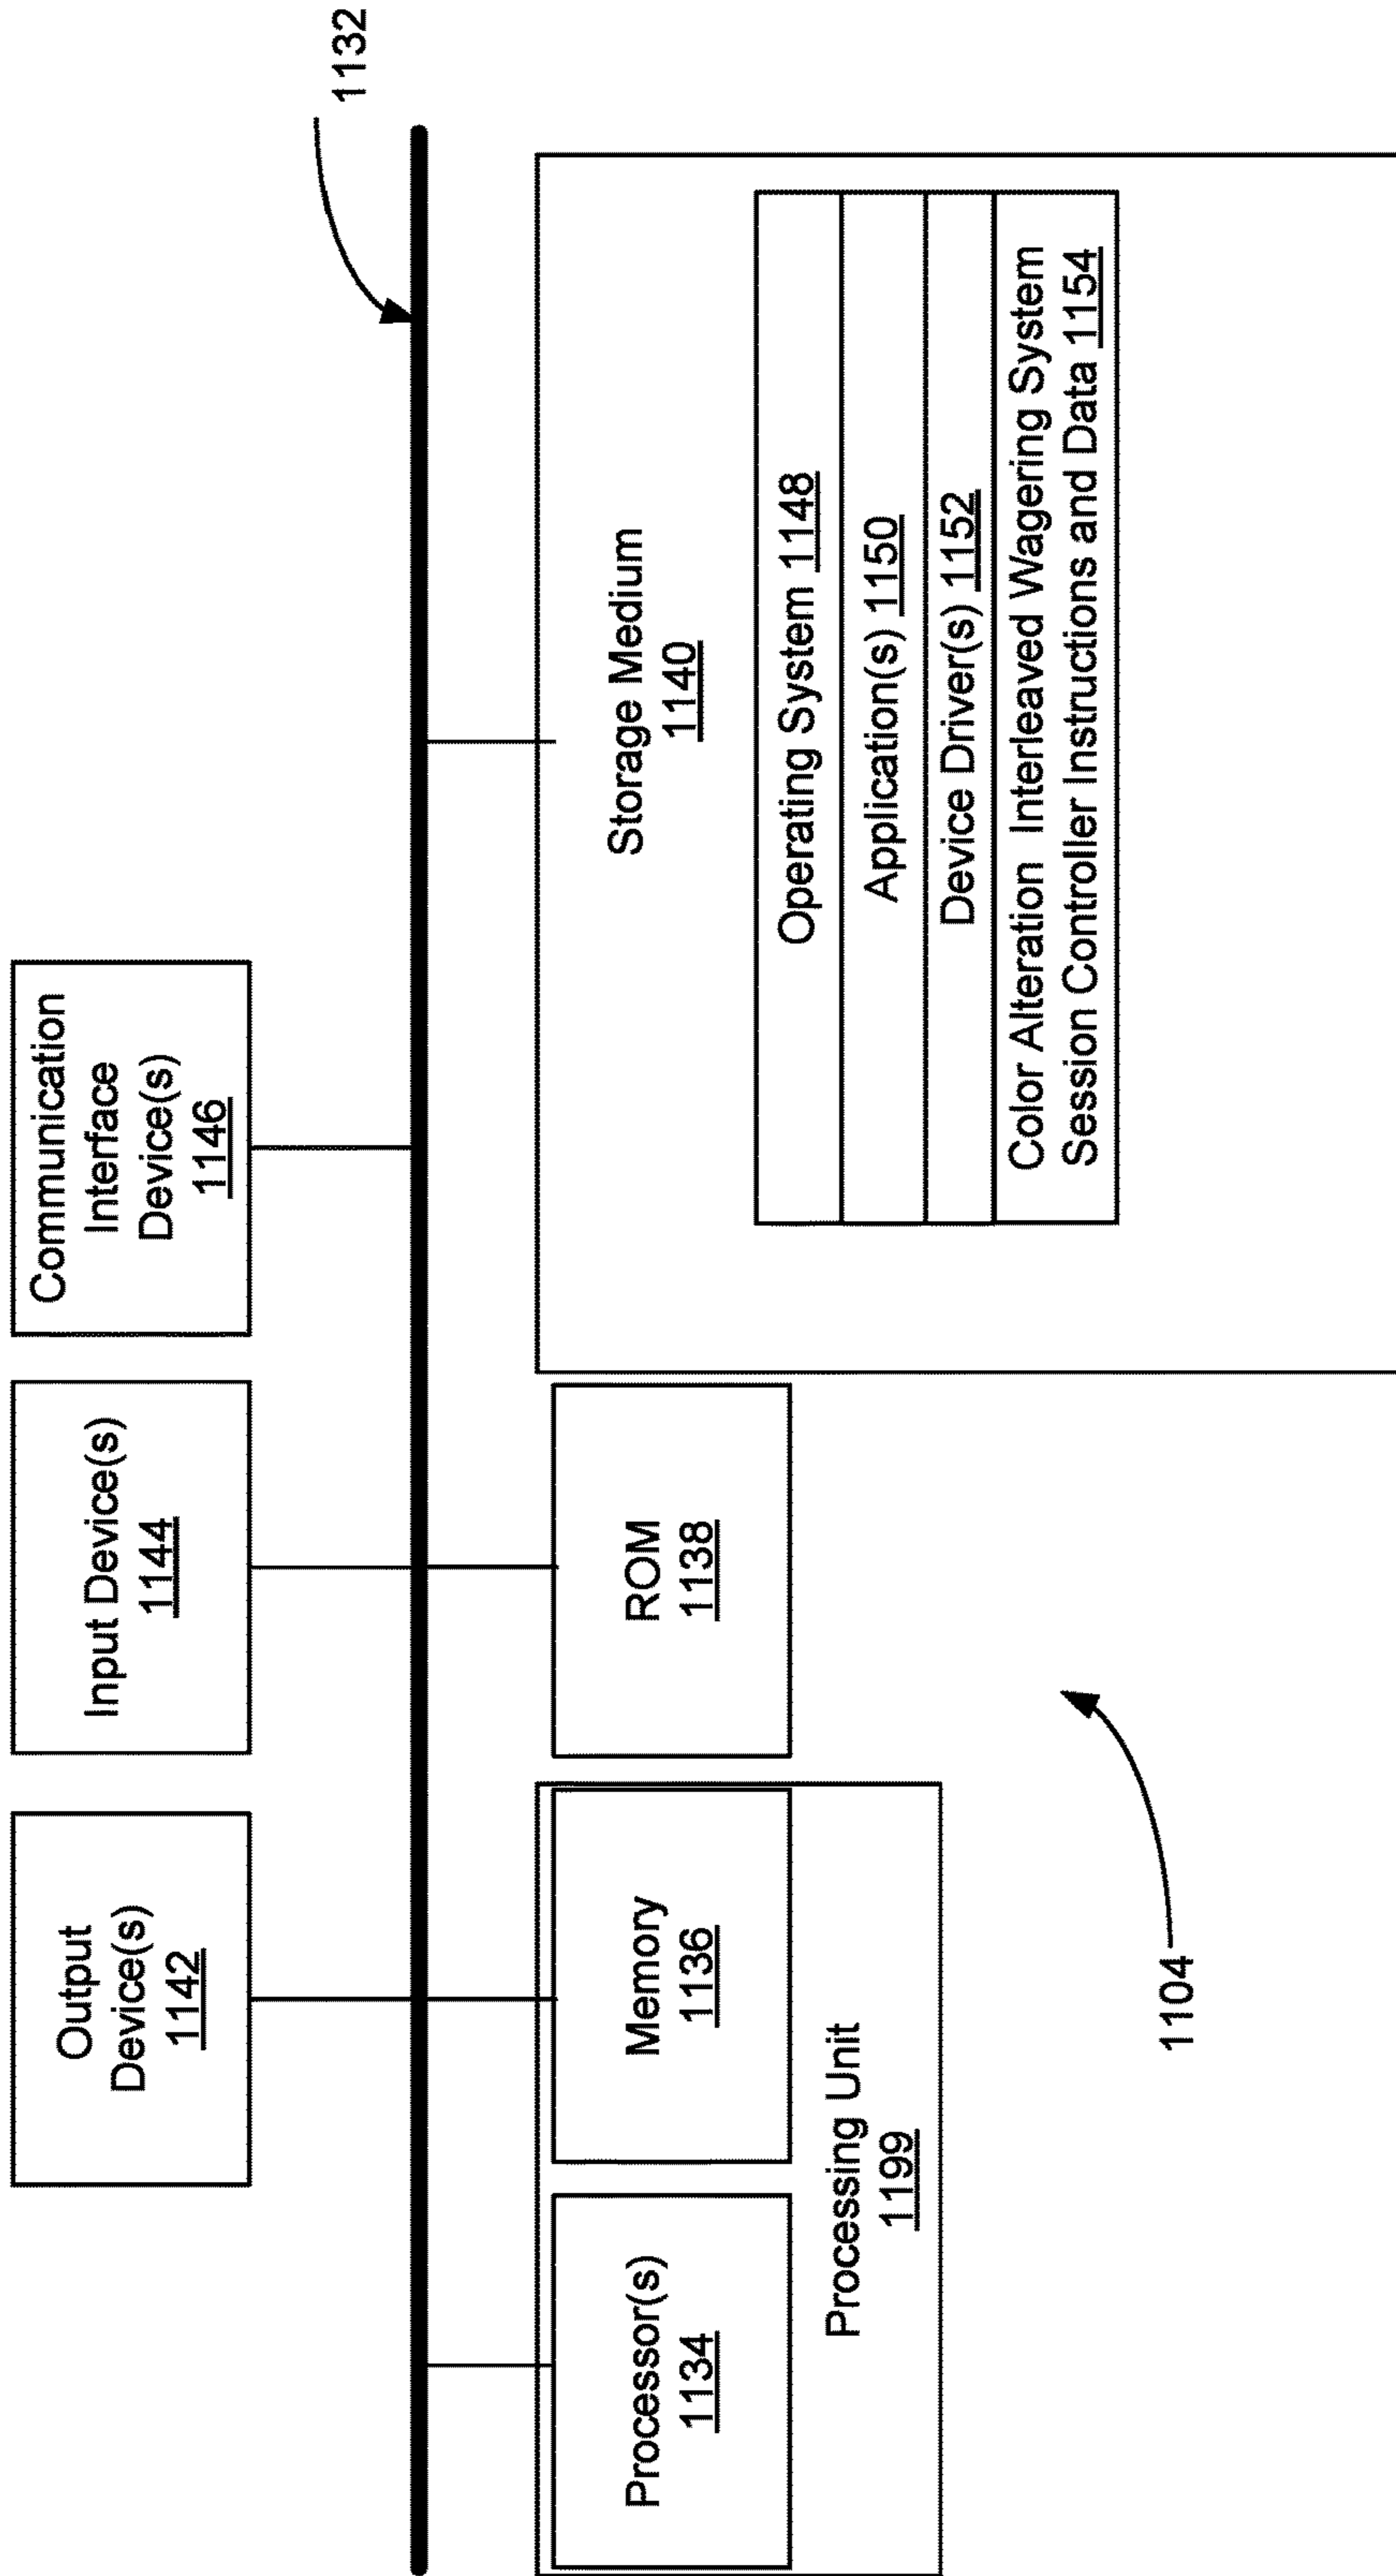 Output
Device(s)
1142
Input Device(s)
1144
Communication
Interface
Device(s)
1146
1132
Processor(s)
1134
Memory
1136
Processing Unit
1199
ROM
1138
Storage Medium
1140
Operating System 1148
Application(s) 1150
Device Driver(s) 1152
Color Alteration Interleaved Wagering System
Session Controller Instructions and Data 1154
1104